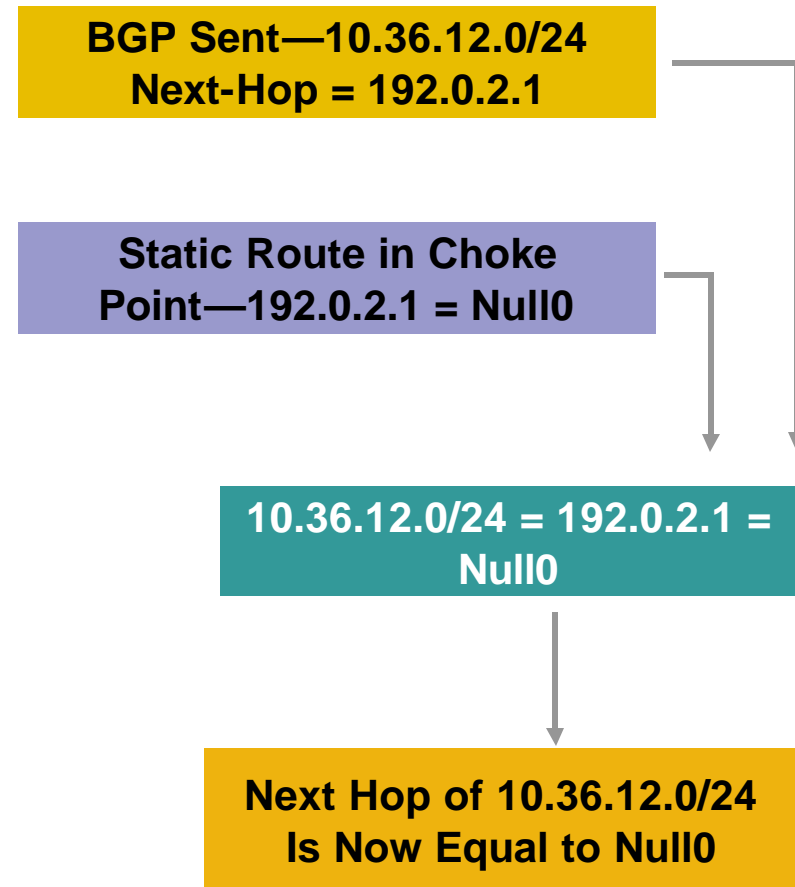 BGP Sent—10.36.12.0/24
Next-Hop = 192.0.2.1
Static Route in Choke
Point—192.0.2.1 = Null0
10.36.12.0/24 = 192.0.2.1 =
Null0
Next Hop of 10.36.12.0/24
Is Now Equal to Null0